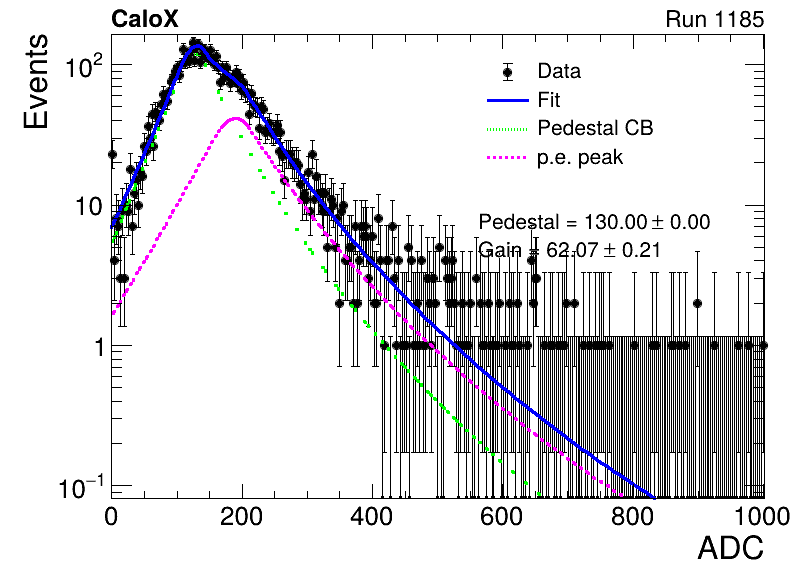 CaloX Run 1185
Events
Data
Fit
Pedestal CB
p.e. peak
Pedestal = 130.00 ± 0.00
Gain = 62.07 ± 0.21
10²
10
1
10⁻¹
0 200 400 600 800 1000
ADC